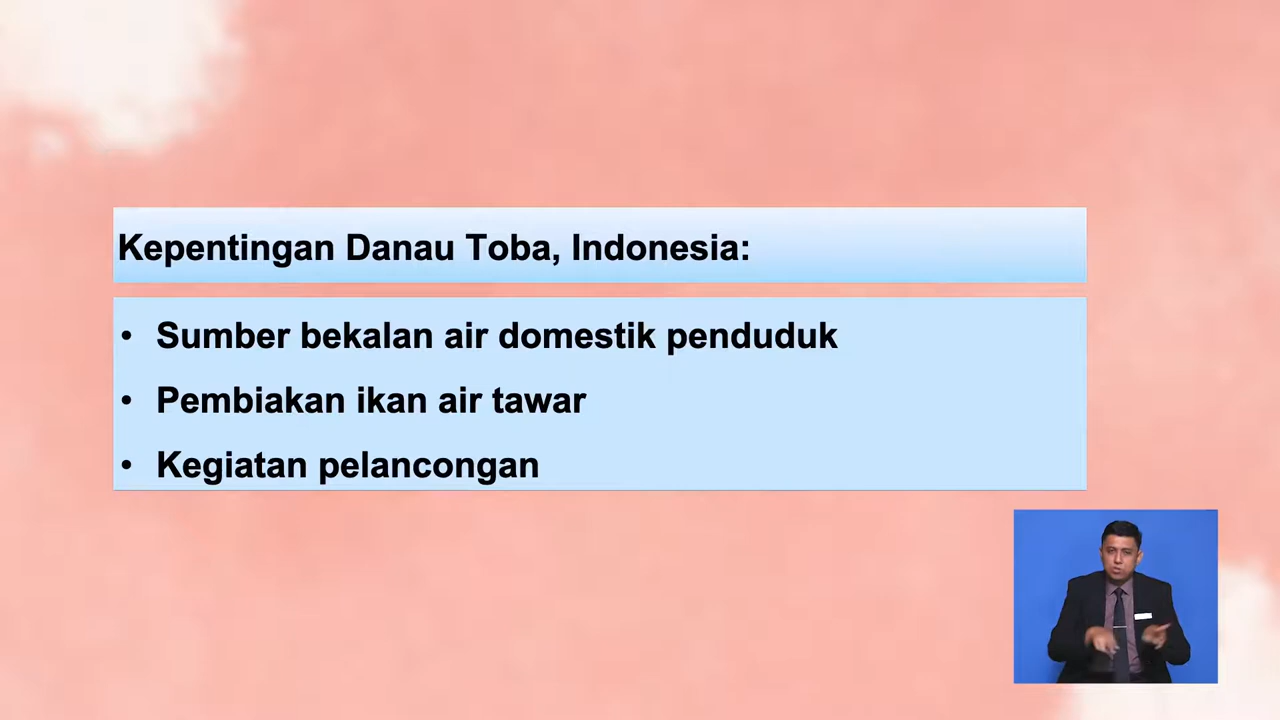 Kepentingan Danau Toba, Indonesia:
• Sumber bekalan air domestik penduduk
• Pembiakan ikan air tawar
• Kegiatan pelancongan